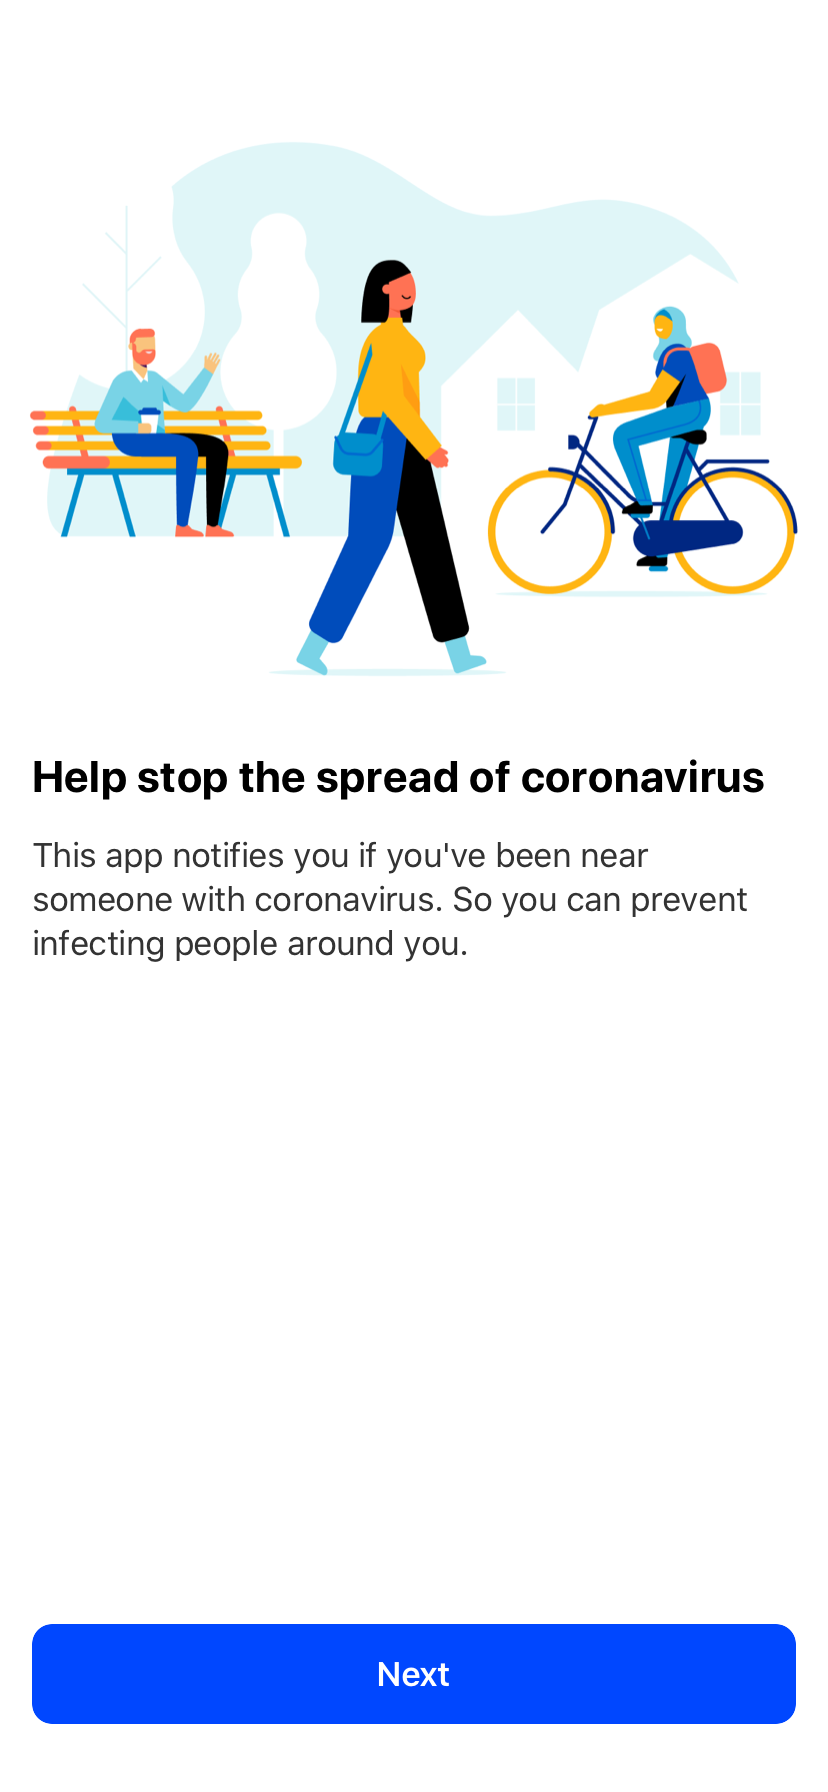 Help stop the spread of coronavirus
This app notifies you if you've been near
someone with coronavirus. So you can prevent
infecting people around you.
Next